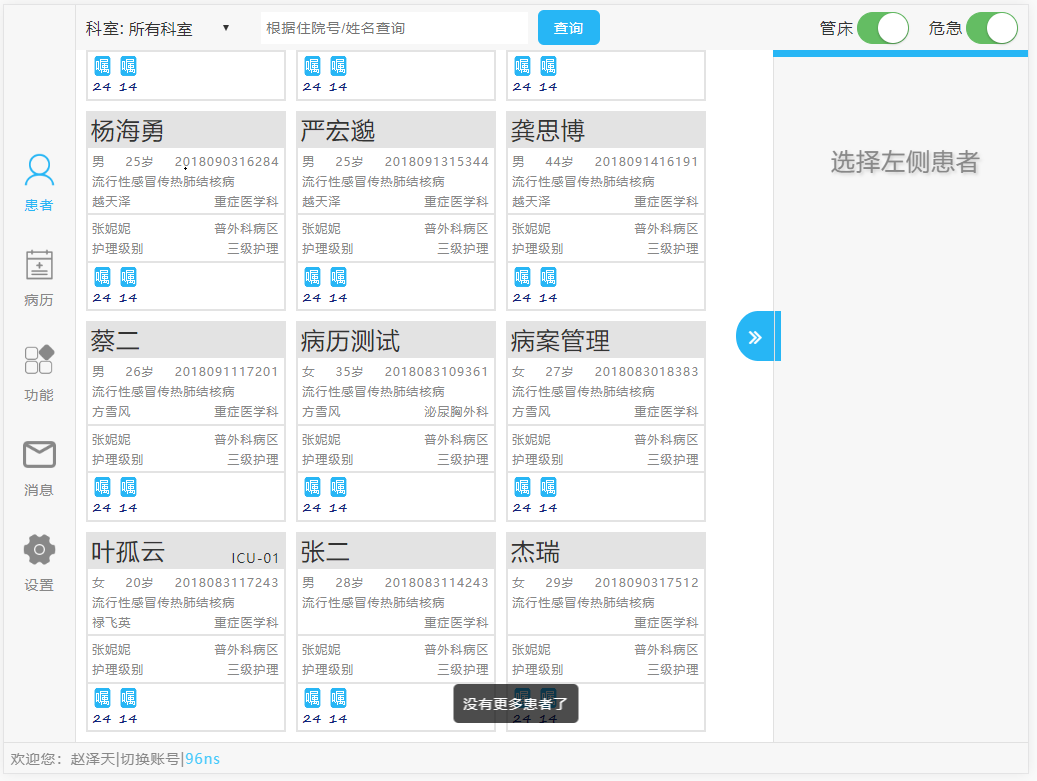 科室: 所有科室 ▼ 根据住院号/姓名查询 查询 管床 危急
患者
病历
功能
消息
设置
嘱 嘱 嘱 嘱 嘱 嘱
24 14 24 14 24 14
杨海勇 严宏邈 龚思博
男 25岁 2018090316284 男 25岁 2018091315344 男 44岁 2018091416191
流行性感冒传热肺结核病 流行性感冒传热肺结核病 流行性感冒传热肺结核病
越天泽 重症医学科 越天泽 重症医学科 越天泽 重症医学科
张妮妮 普外科病区 张妮妮 普外科病区 张妮妮 普外科病区
护理级别 三级护理 护理级别 三级护理 护理级别 三级护理
嘱 嘱 嘱 嘱 嘱 嘱
24 14 24 14 24 14
蔡二 病历测试 病案管理
男 26岁 2018091117201 女 35岁 2018083109361 女 27岁 2018083018383
流行性感冒传热肺结核病 流行性感冒传热肺结核病 流行性感冒传热肺结核病
方雪风 重症医学科 方雪风 泌尿胸外科 方雪风 重症医学科
张妮妮 普外科病区 张妮妮 普外科病区 张妮妮 普外科病区
护理级别 三级护理 护理级别 三级护理 护理级别 三级护理
嘱 嘱 嘱 嘱 嘱 嘱
24 14 24 14 24 14
叶孤云 ICU-01 张二 杰瑞
女 20岁 2018083117243 男 28岁 2018083114243 女 29岁 2018090317512
流行性感冒传热肺结核病 流行性感冒传热肺结核病 流行性感冒传热肺结核病
禄飞英 重症医学科 重症医学科 重症医学科
张妮妮 普外科病区 张妮妮 普外科病区 张妮妮 普外科病区
护理级别 三级护理 护理级别 三级护理 护理级别 三级护理
嘱 嘱 嘱 嘱 嘱 嘱
24 14 24 14 24 14
没有更多患者了
选择左侧患者
欢迎您: 赵泽天|切换账号|96ns